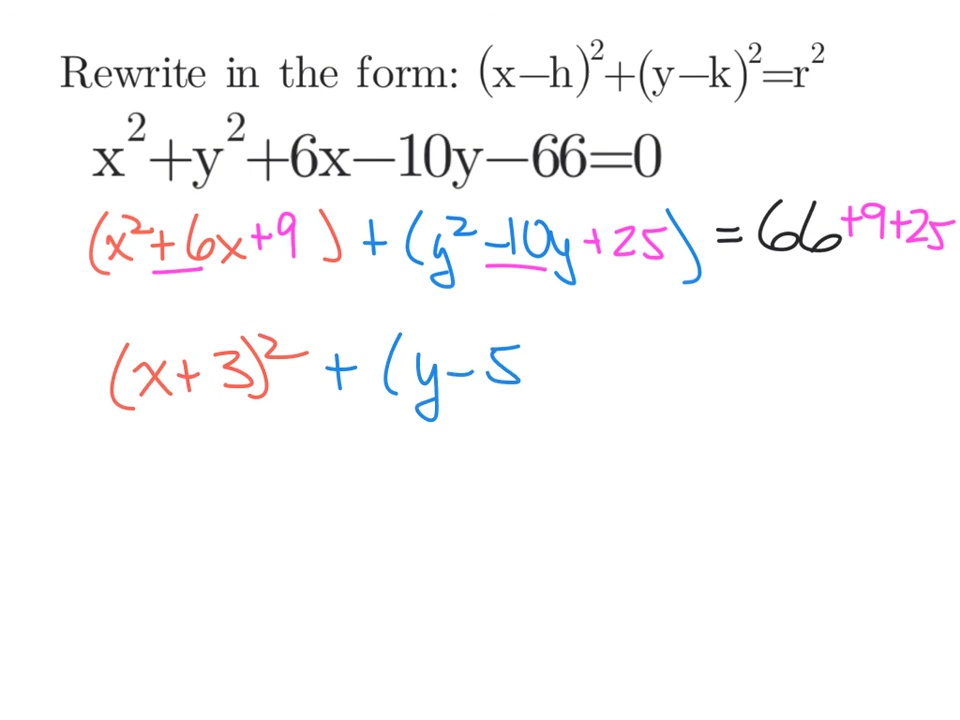 Rewrite in the form: (x−h)²+(y−k)²=r²
x²+y²+6x−10y−66=0
(x²+6x+9) + (y²−10y+25) = 66+9+25
(x+3)² + (y−5